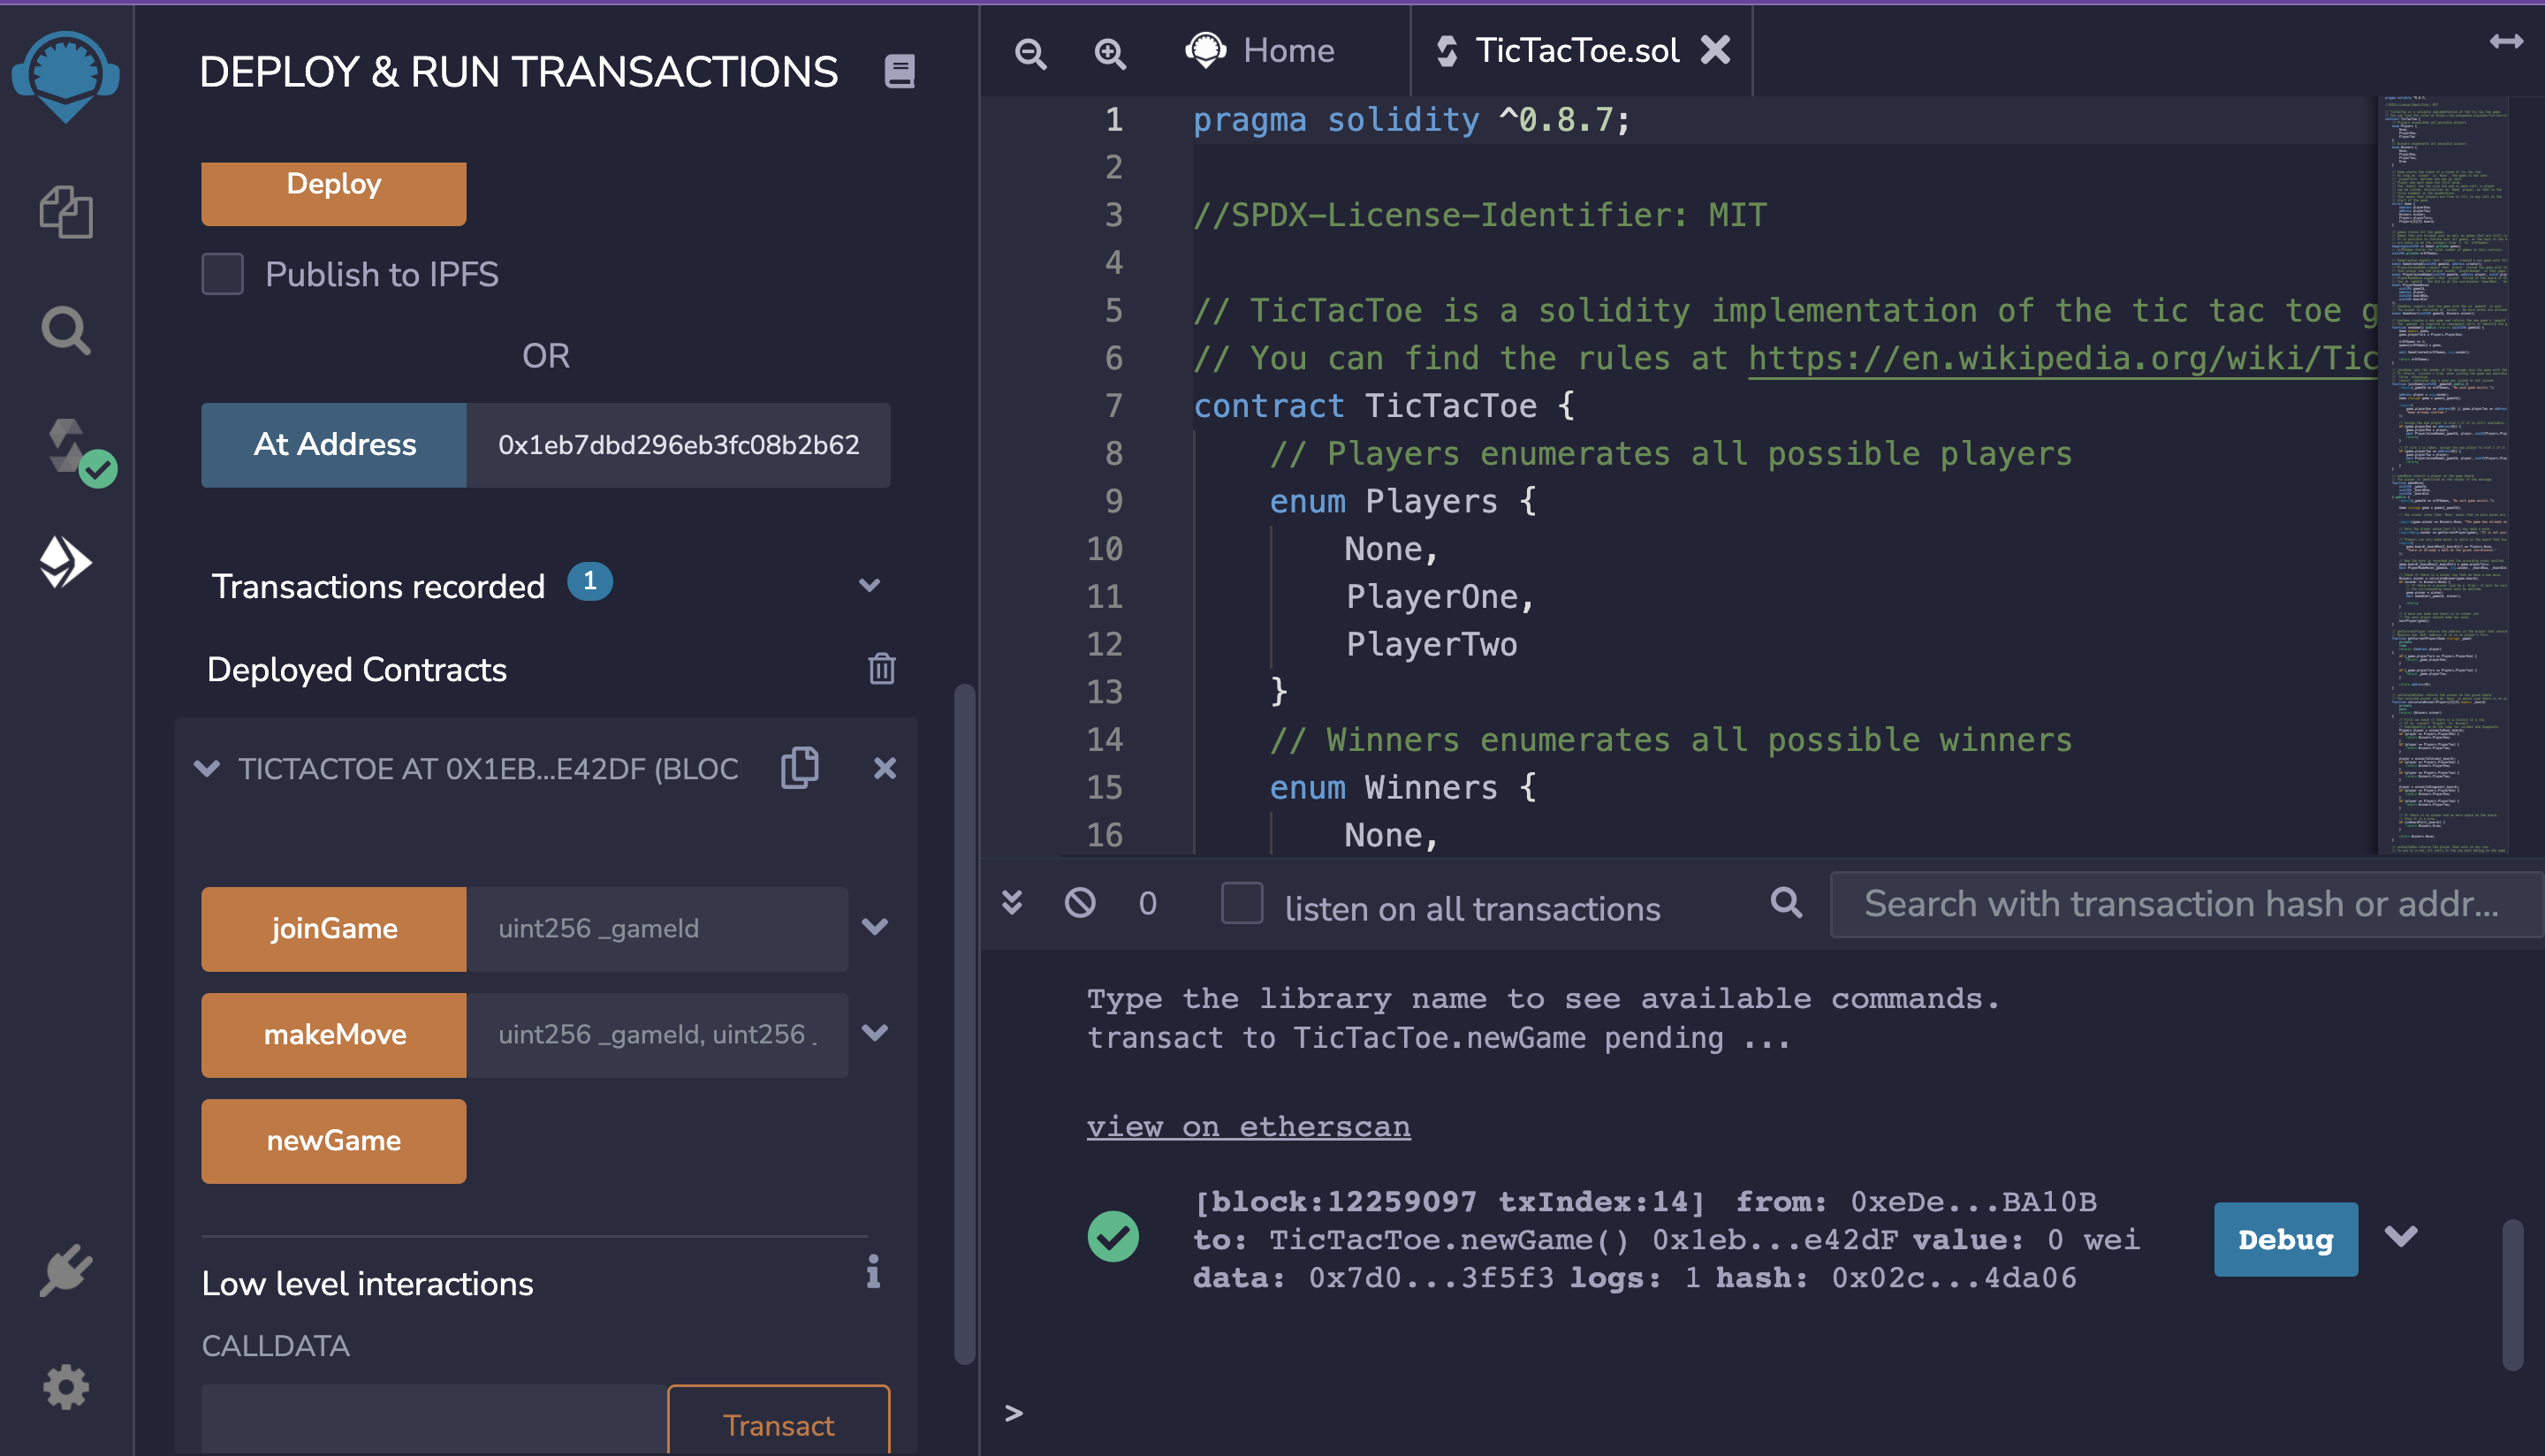 DEPLOY & RUN TRANSACTIONS
Deploy
Publish to IPFS
OR
At Address
0x1eb7dbd296eb3fc08b2b62
Transactions recorded 1
Deployed Contracts
TICTACTOE AT 0X1EB...E42DF (BLOC
joinGame
uint256 _gameId
makeMove
uint256 _gameId, uint256 _
newGame
Low level interactions
CALLDATA
Transact
Home
TicTacToe.sol
1 pragma solidity ^0.8.7;
2
3 //SPDX-License-Identifier: MIT
4
5 // TicTacToe is a solidity implementation of the tic tac toe g
6 // You can find the rules at https://en.wikipedia.org/wiki/Tic
7 contract TicTacToe {
8 // Players enumerates all possible players
9 enum Players {
10 None,
11 PlayerOne,
12 PlayerTwo
13 }
14 // Winners enumerates all possible winners
15 enum Winners {
16 None,
0
listen on all transactions
Search with transaction hash or addr...
Type the library name to see available commands.
transact to TicTacToe.newGame pending ...
view on etherscan
[block:12259097 txIndex:14] from: 0xeDe...BA10B
to: TicTacToe.newGame() 0x1eb...e42dF value: 0 wei
data: 0x7d0...3f5f3 logs: 1 hash: 0x02c...4da06
Debug
>